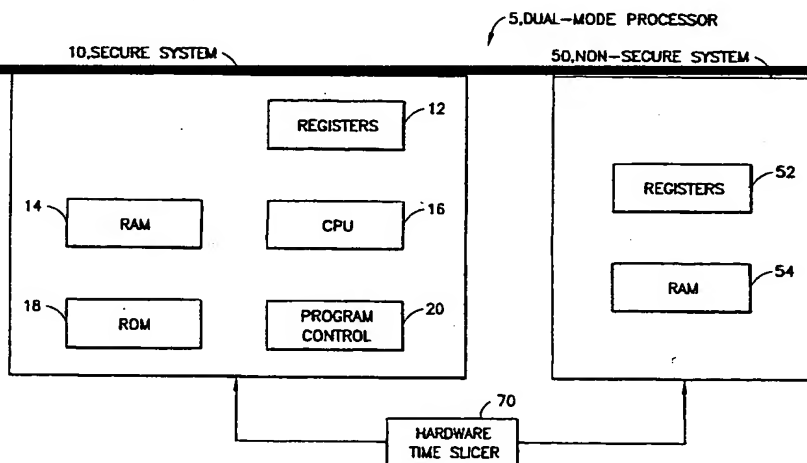 5,DUAL-MODE PROCESSOR
10,SECURE SYSTEM
50,NON-SECURE SYSTEM
12
REGISTERS
52
REGISTERS
14
RAM
16
CPU
54
RAM
18
ROM
20
PROGRAM
CONTROL
70
HARDWARE
TIME SLICER